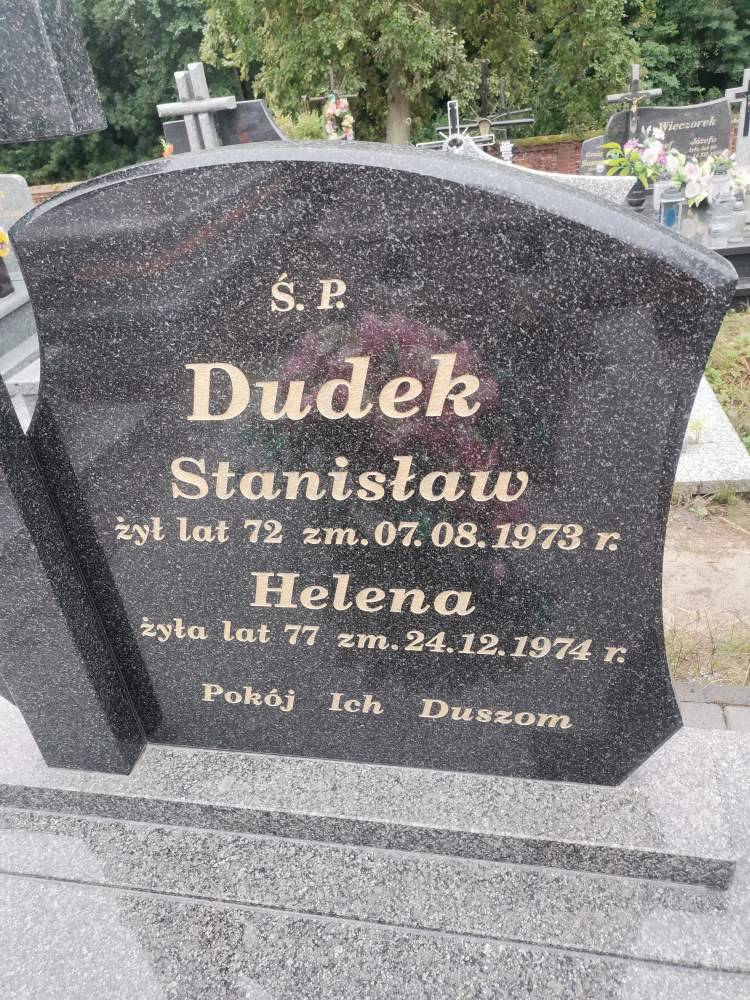 Ś. P.
Dudek
Stanisław
żył lat 72 zm. 07. 08. 1973 r.
Helena
żyła lat 77 zm. 24.12.1974 r.
Pokój Ich Duszom
Wieczorek
Józefa